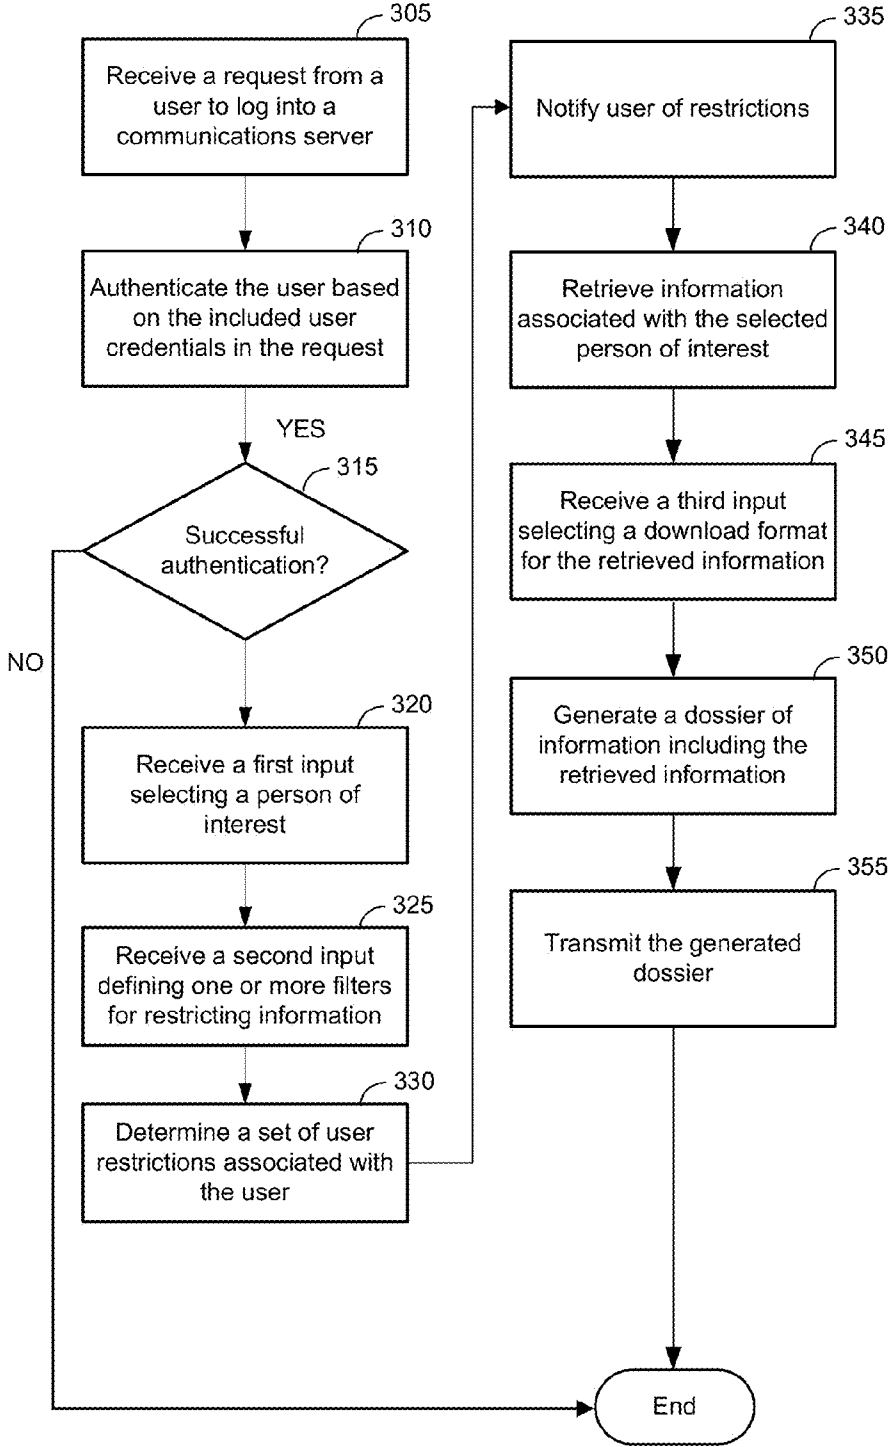 305
Receive a request from a
user to log into a
communications server
310
Authenticate the user based
on the included user
credentials in the request
YES
315
Successful
authentication?
NO
320
Receive a first input
selecting a person of
interest
325
Receive a second input
defining one or more filters
for restricting information
330
Determine a set of user
restrictions associated with
the user
335
Notify user of restrictions
340
Retrieve information
associated with the selected
person of interest
345
Receive a third input
selecting a download format
for the retrieved information
350
Generate a dossier of
information including the
retrieved information
355
Transmit the generated
dossier
End